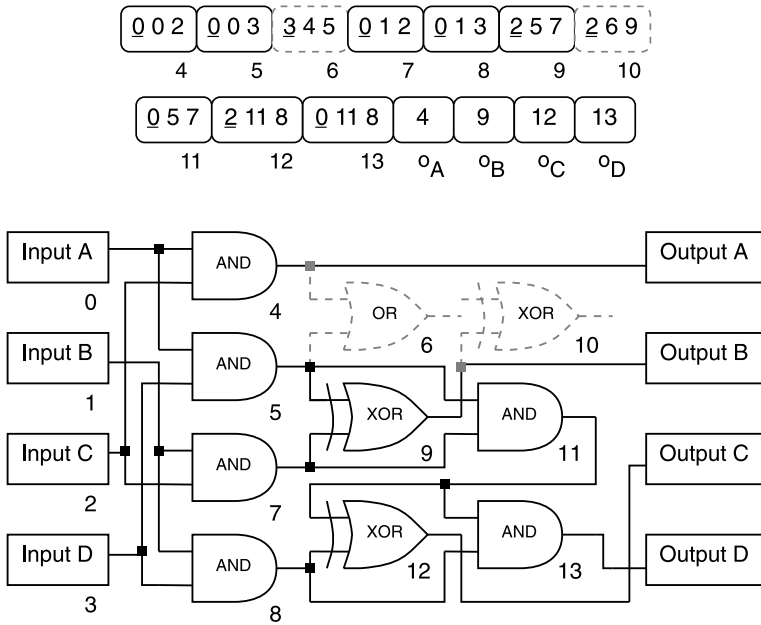 0 0 2 0 0 3 3 4 5 0 1 2 0 1 3 2 5 7 2 6 9
4 5 6 7 8 9 10
0 5 7 2 11 8 0 11 8 4 9 12 13
11 12 13 oA oB oC oD
Input A AND Output A
0 4 OR XOR
6 10
Input B AND Output B
1 5 XOR AND
9 11
Input C AND Output C
2 7 XOR AND
12 13
Input D AND Output D
3 8